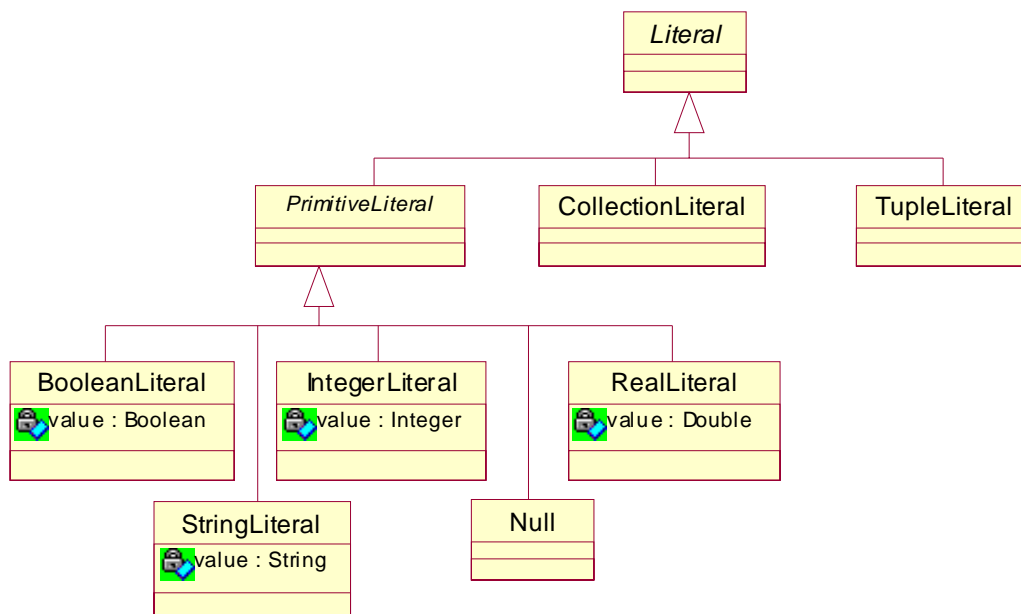 Literal
PrimitiveLiteral
CollectionLiteral
TupleLiteral
BooleanLiteral
value : Boolean
IntegerLiteral
value : Integer
RealLiteral
value : Double
StringLiteral
value : String
Null